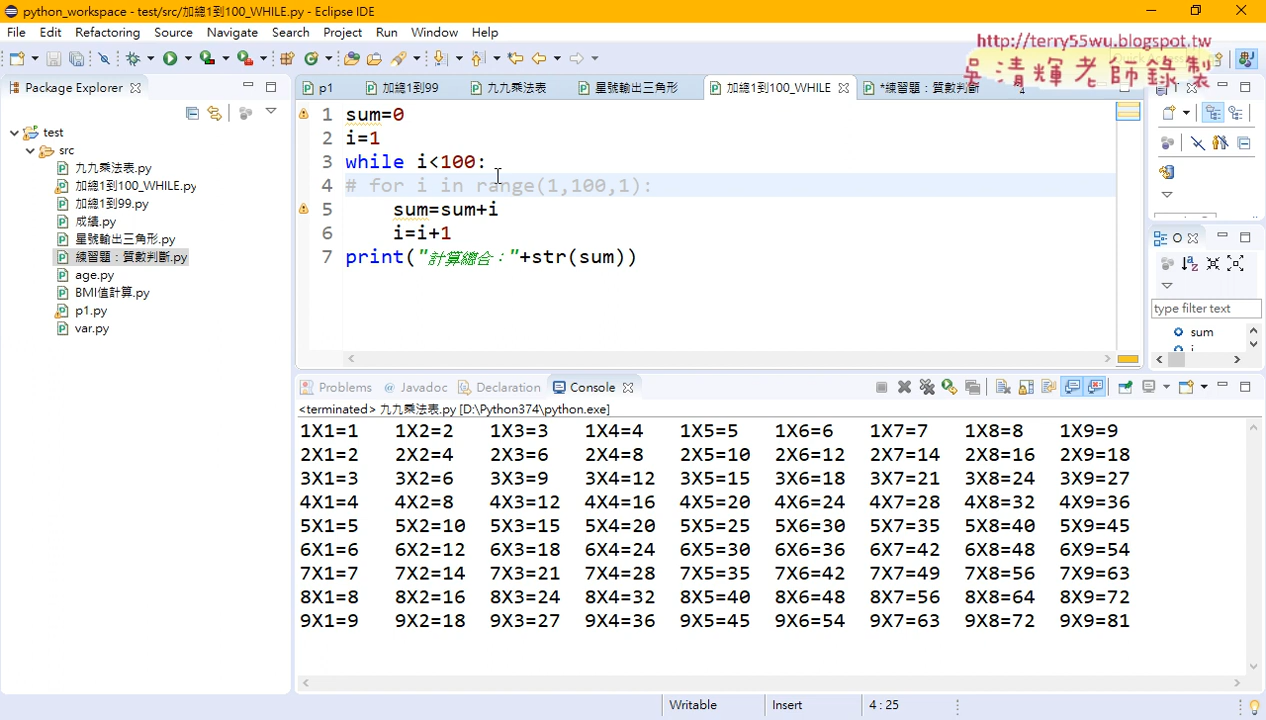 python_workspace - test/src/加總1到100_WHILE.py - Eclipse IDE
File Edit Refactoring Source Navigate Search Project Run Window Help
http://terry55wu.blogspot.tw
吳清輝老師錄製
Package Explorer
p1 加總1到99 九九乘法表 星號輸出三角形 加總1到100_WHILE *練習題：質數判斷
test
src
九九乘法表.py
加總1到100_WHILE.py
加總1到99.py
成績.py
星號輸出三角形.py
練習題：質數判斷.py
age.py
BMI值計算.py
p1.py
var.py
1 sum=0
2 i=1
3 while i<100:
4 # for i in range(1,100,1):
5 sum=sum+i
6 i=i+1
7 print("計算總合："+str(sum))
type filter text
sum
i
Problems Javadoc Declaration Console
<terminated> 九九乘法表.py [D:\Python374\python.exe]
1X1=1 1X2=2 1X3=3 1X4=4 1X5=5 1X6=6 1X7=7 1X8=8 1X9=9
2X1=2 2X2=4 2X3=6 2X4=8 2X5=10 2X6=12 2X7=14 2X8=16 2X9=18
3X1=3 3X2=6 3X3=9 3X4=12 3X5=15 3X6=18 3X7=21 3X8=24 3X9=27
4X1=4 4X2=8 4X3=12 4X4=16 4X5=20 4X6=24 4X7=28 4X8=32 4X9=36
5X1=5 5X2=10 5X3=15 5X4=20 5X5=25 5X6=30 5X7=35 5X8=40 5X9=45
6X1=6 6X2=12 6X3=18 6X4=24 6X5=30 6X6=36 6X7=42 6X8=48 6X9=54
7X1=7 7X2=14 7X3=21 7X4=28 7X5=35 7X6=42 7X7=49 7X8=56 7X9=63
8X1=8 8X2=16 8X3=24 8X4=32 8X5=40 8X6=48 8X7=56 8X8=64 8X9=72
9X1=9 9X2=18 9X3=27 9X4=36 9X5=45 9X6=54 9X7=63 9X8=72 9X9=81
Writable Insert 4 : 25